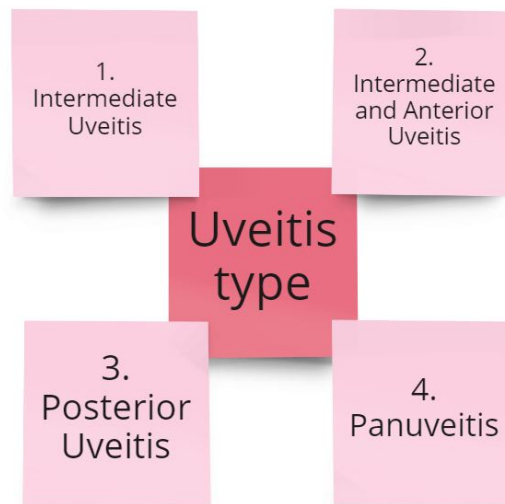 1.
Intermediate
Uveitis
2.
Intermediate
and Anterior
Uveitis
Uveitis
type
3.
Posterior
Uveitis
4.
Panuveitis